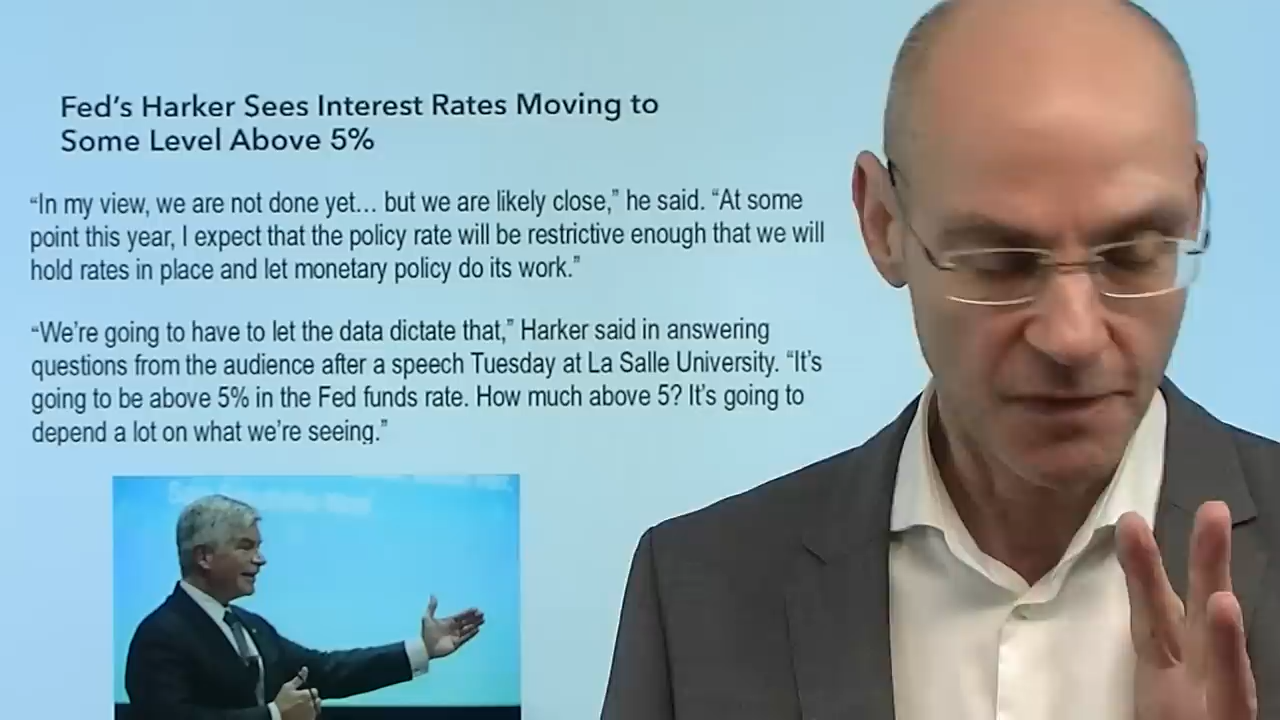 Fed's Harker Sees Interest Rates Moving to
Some Level Above 5%
“In my view, we are not done yet... but we are likely close,” he said. “At some
point this year, I expect that the policy rate will be restrictive enough that we will
hold rates in place and let monetary policy do its work.”
“We're going to have to let the data dictate that,” Harker said in answering
questions from the audience after a speech Tuesday at La Salle University. “It's
going to be above 5% in the Fed funds rate. How much above 5? It's going to
depend a lot on what we're seeing.”